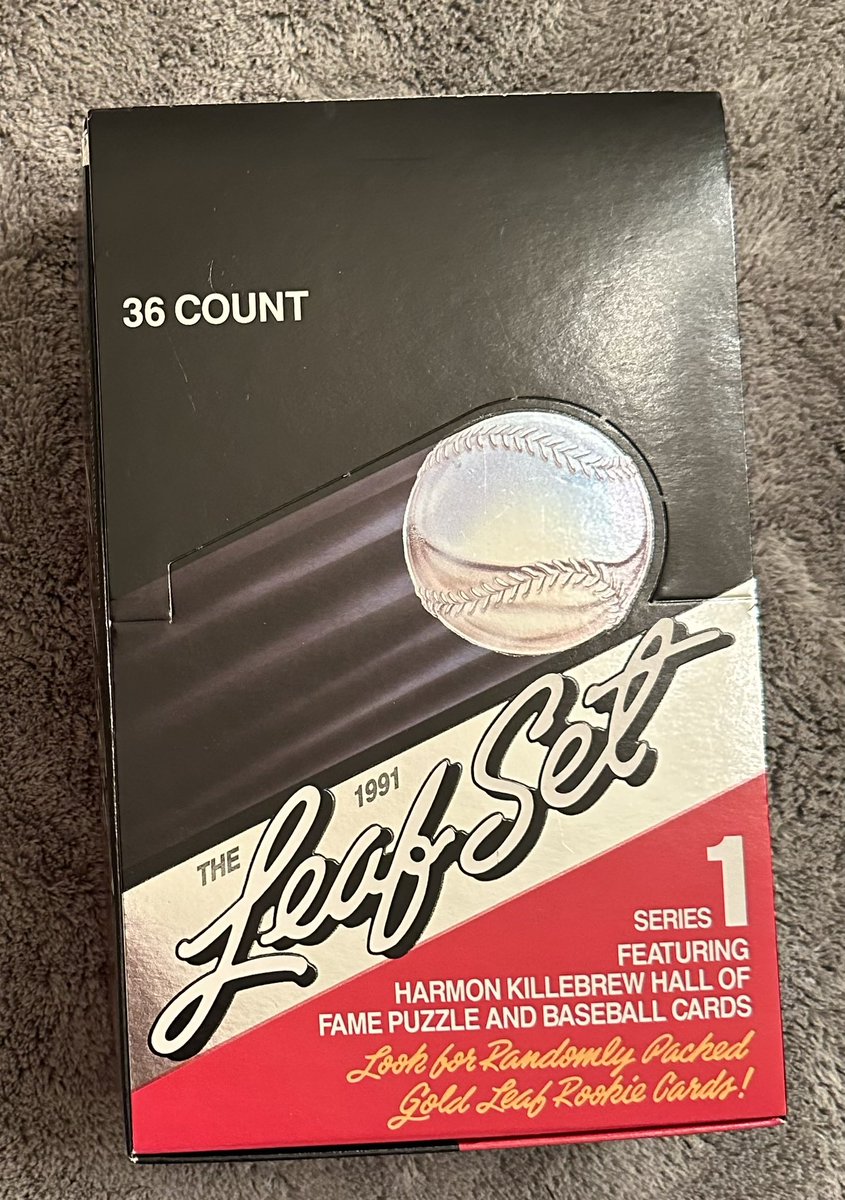 36 COUNT
THE 1991
Leaf Set
SERIES 1
FEATURING
HARMON KILLEBREW HALL OF
FAME PUZZLE AND BASEBALL CARDS
Look for Randomly Packed
Gold Leaf Rookie Cards!